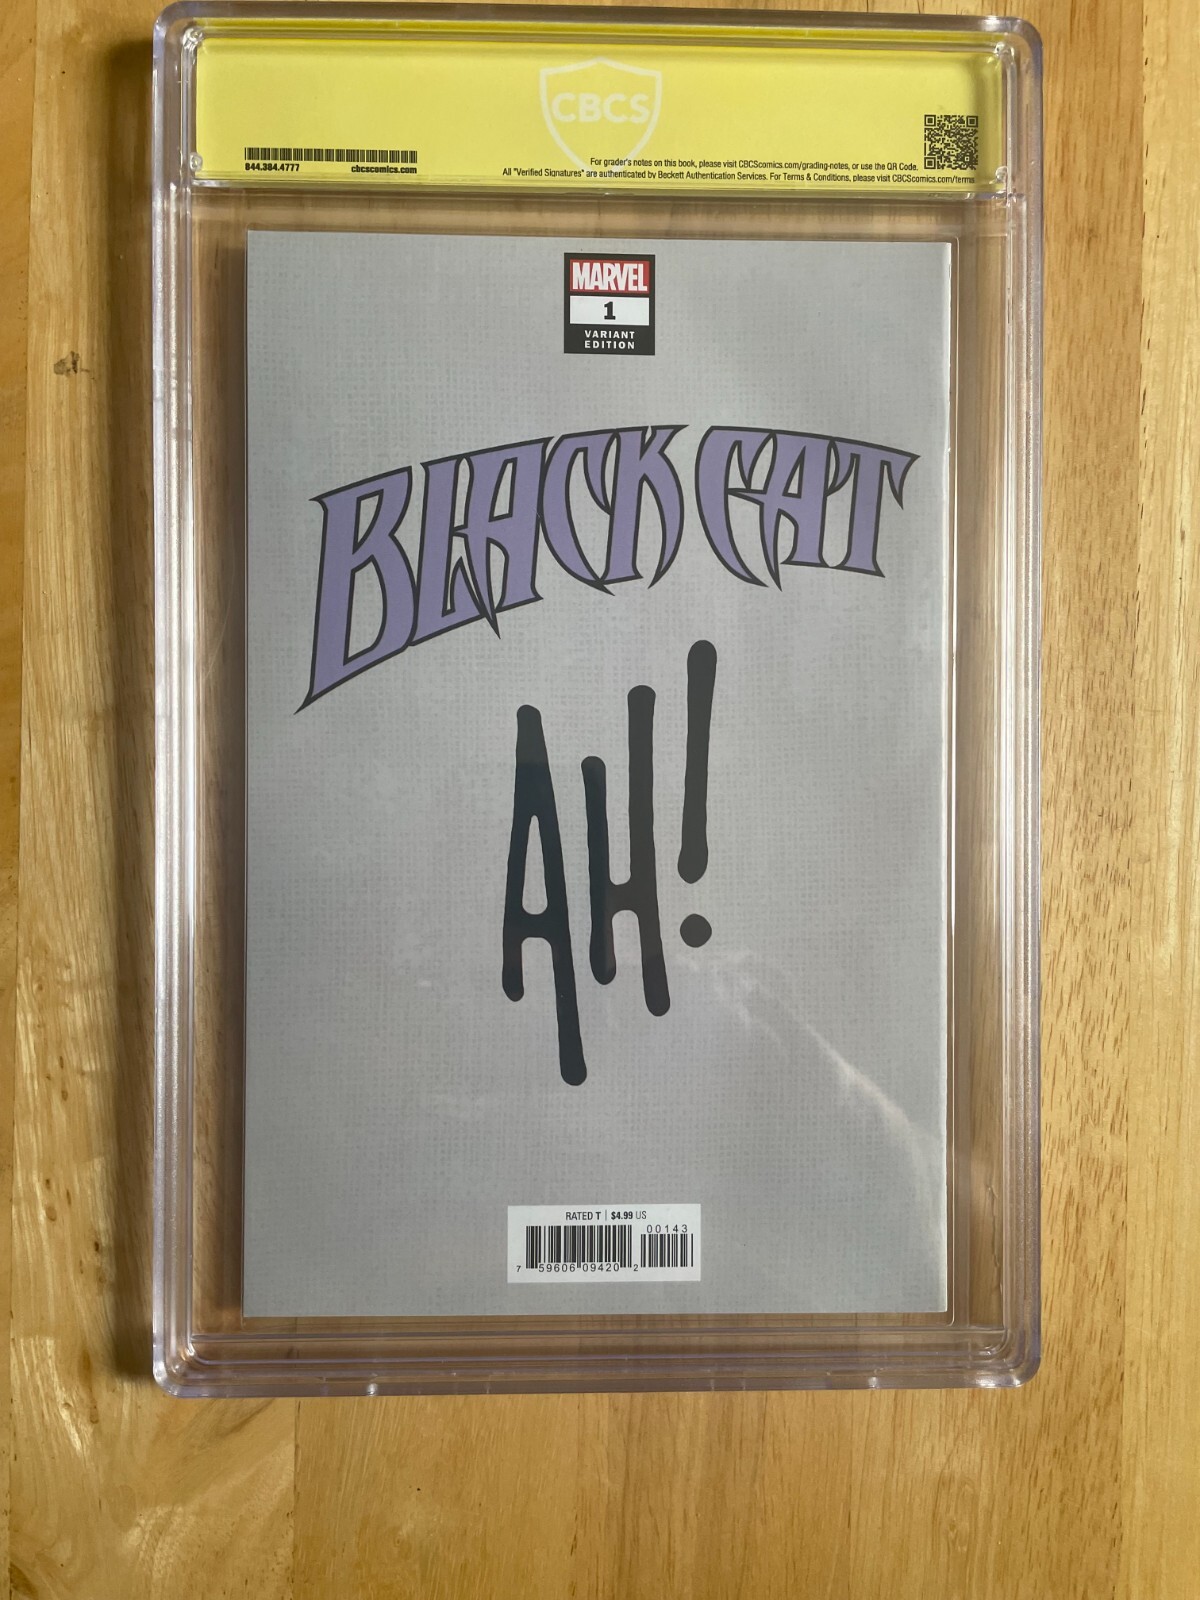 CBCS
For grader's notes on this book, please visit CBCScomics.com/grading-notes, or use the QR Code.
844.384.4777 cbcscomics.com
All "Verified Signatures" are authenticated by Beckett Authentication Services. For Terms & Conditions, please visit CBCScomics.com/terms
MARVEL
1
VARIANT
EDITION
BLACK CAT
AH!
RATED T | $4.99 US
00143
7 59606 09420 2